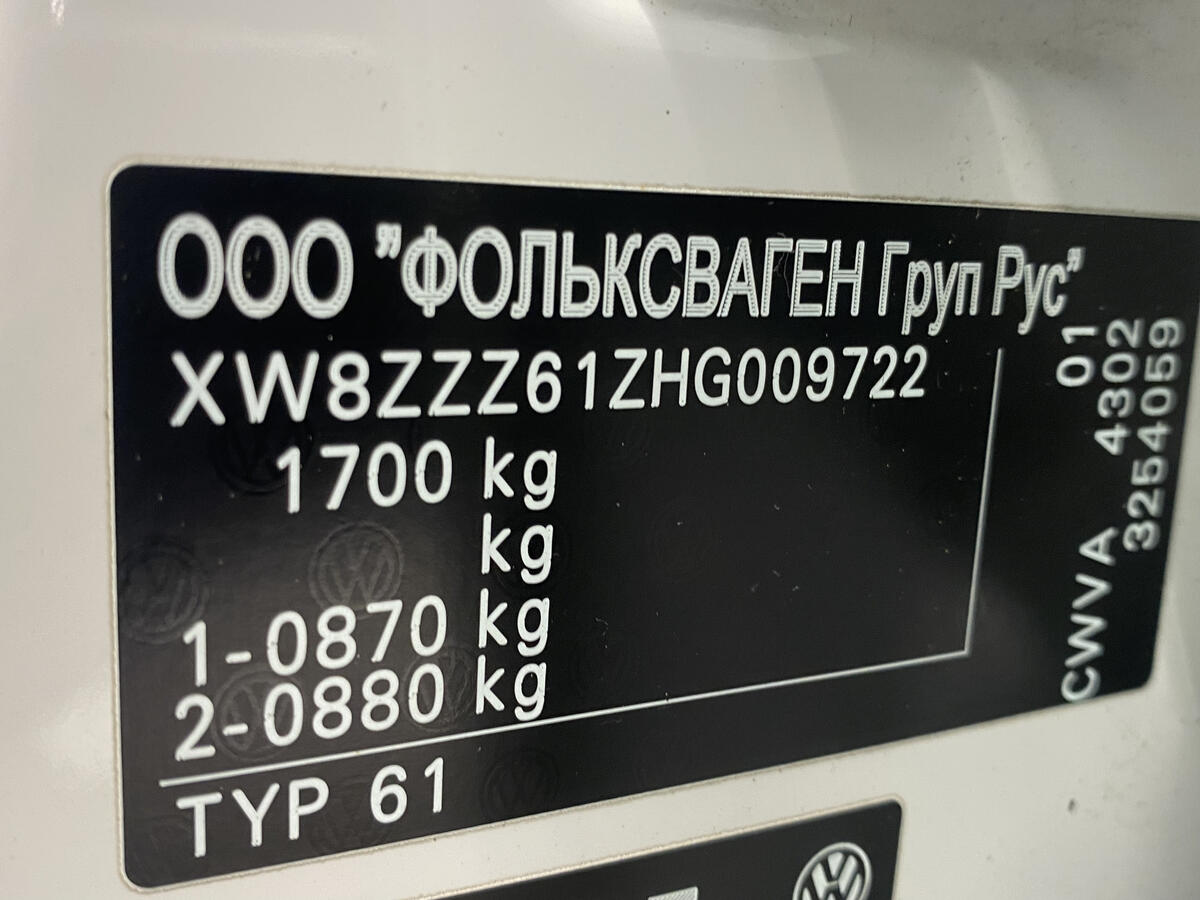 ООО "ФОЛЬКСВАГЕН Груп Рус"
XW8ZZZ61ZHG009722
1700 kg
kg
1-0870 kg
2-0880 kg
TYP 61
01
CWVA 4302
3254059